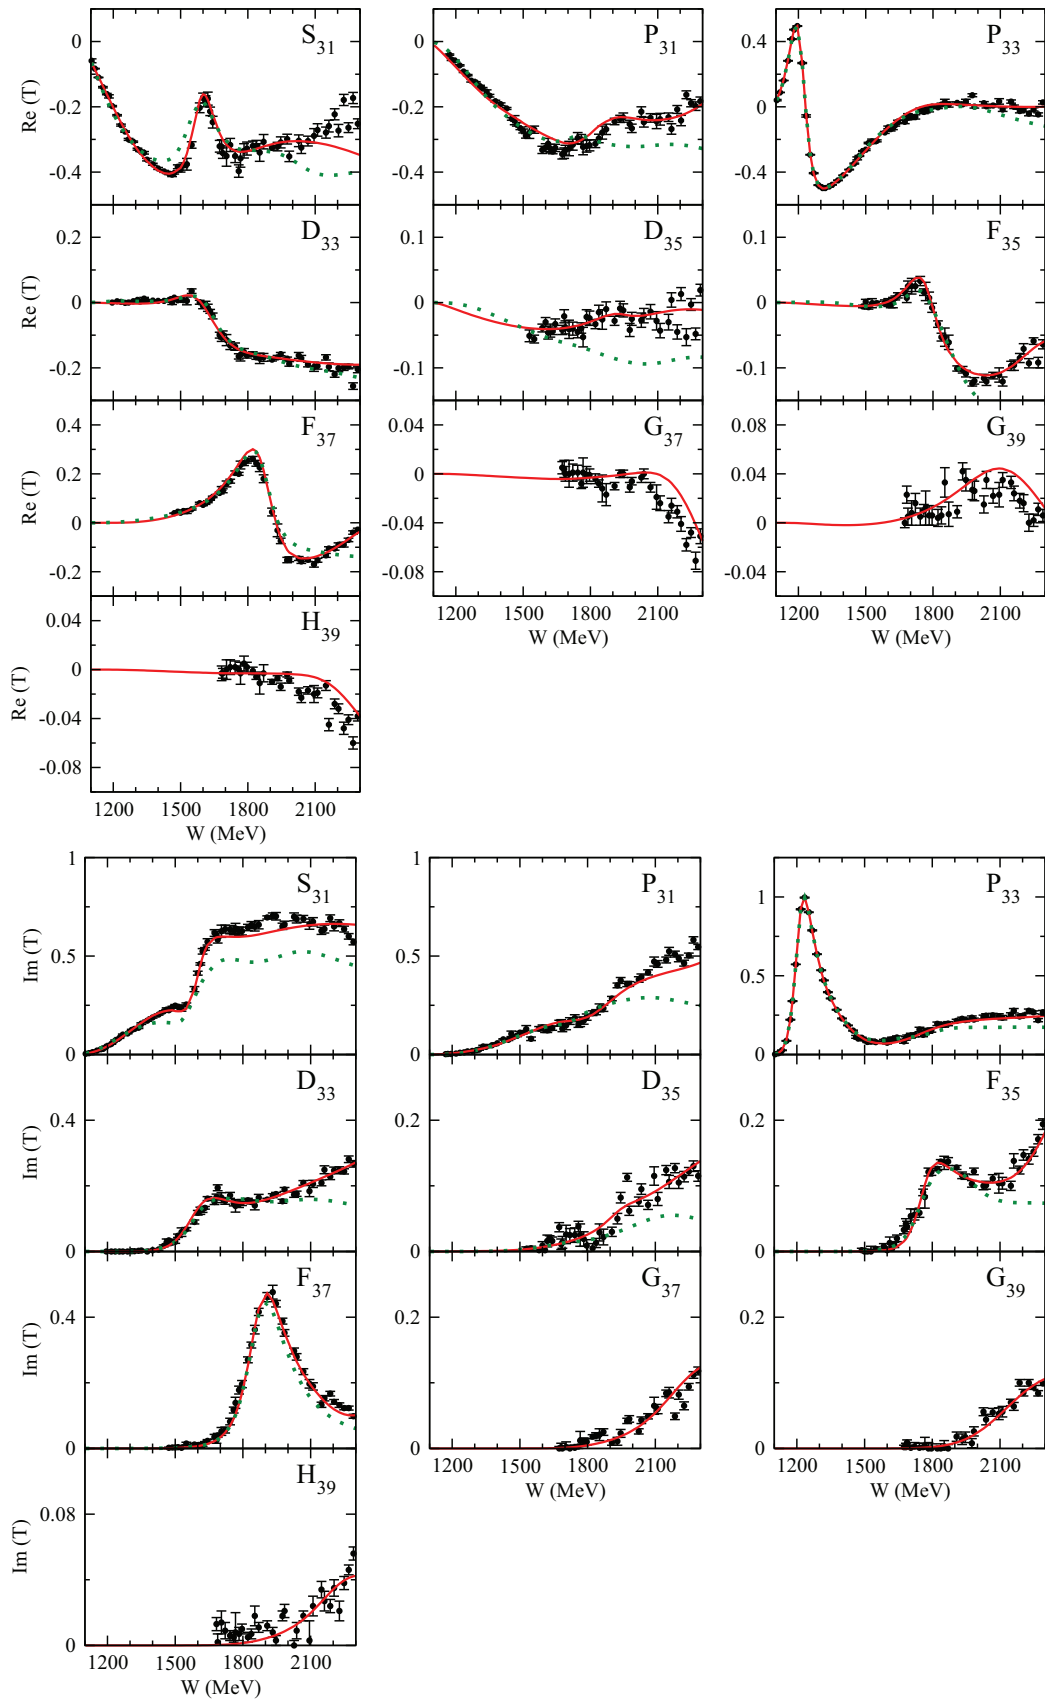 S31 P31 P33
0 0 0.4
-0.2 -0.2 0
-0.4 -0.4 -0.4
Re (T)
D33 D35 F35
0.2 0.1 0.1
0 0 0
-0.2 -0.1 -0.1
Re (T)
F37 G37 G39
0.4 0.04 0.08
0.2 0 0.04
0 -0.04 0
-0.2 -0.08 -0.04
Re (T)
H39
0.04
0
-0.04
-0.08
Re (T)
1200 1500 1800 2100 1200 1500 1800 2100 1200 1500 1800 2100
W (MeV) W (MeV) W (MeV)
S31 P31 P33
1 1 1
0.5 0.5 0.5
0 0 0
Im (T)
D33 D35 F35
0.4 0.2 0.2
0 0 0
Im (T)
F37 G37 G39
0.4 0.2 0.2
0 0 0
Im (T)
H39
0.08
0
Im (T)
1200 1500 1800 2100 1200 1500 1800 2100 1200 1500 1800 2100
W (MeV) W (MeV) W (MeV)